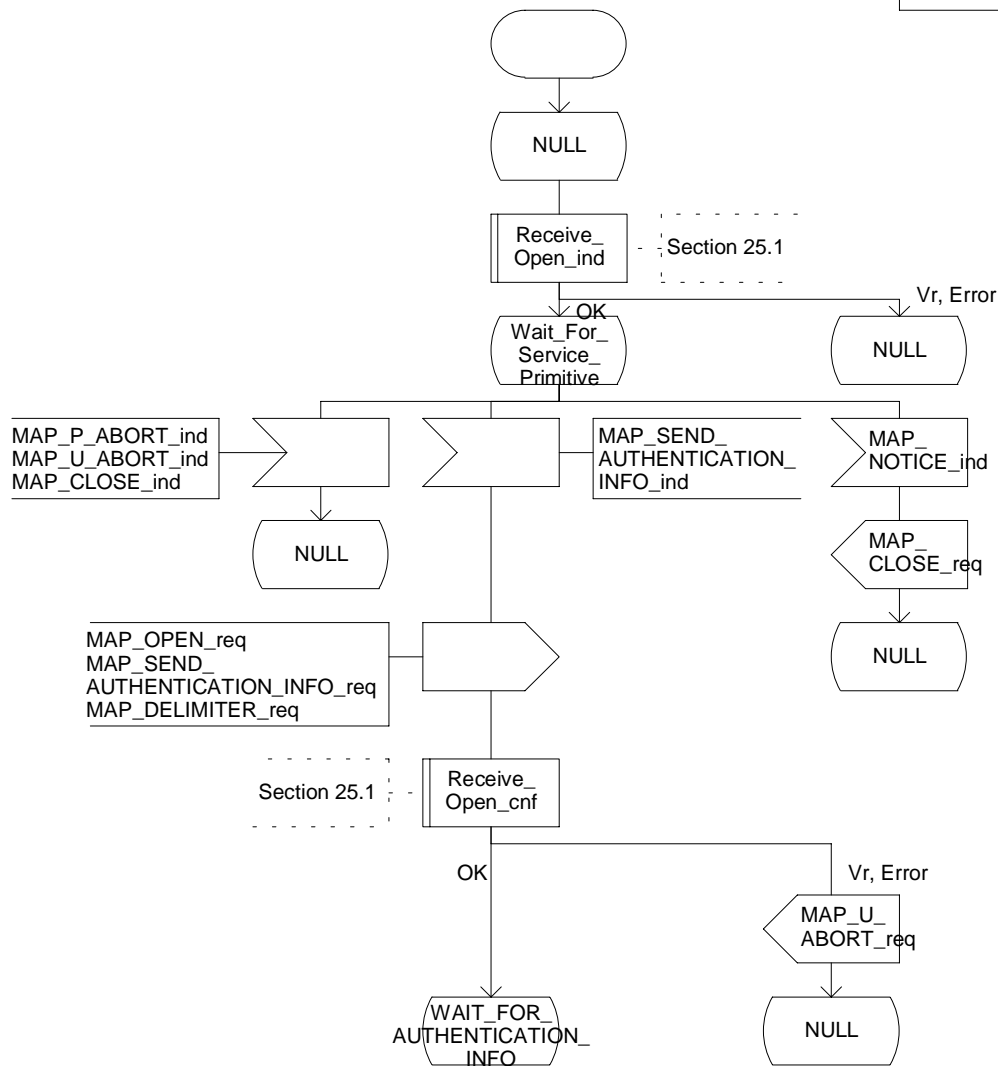 NULL
Receive_
Open_ind
Section 25.1
Vr, Error
OK
Wait_For_
Service_
Primitive
NULL
MAP_P_ABORT_ind
MAP_U_ABORT_ind
MAP_CLOSE_ind
MAP_SEND_
AUTHENTICATION_
INFO_ind
MAP_
NOTICE_ind
NULL
MAP_
CLOSE_req
MAP_OPEN_req
MAP_SEND_
AUTHENTICATION_INFO_req
MAP_DELIMITER_req
NULL
Section 25.1
Receive_
Open_cnf
OK
Vr, Error
MAP_U_
ABORT_req
WAIT_FOR_
AUTHENTICATION_
INFO
NULL